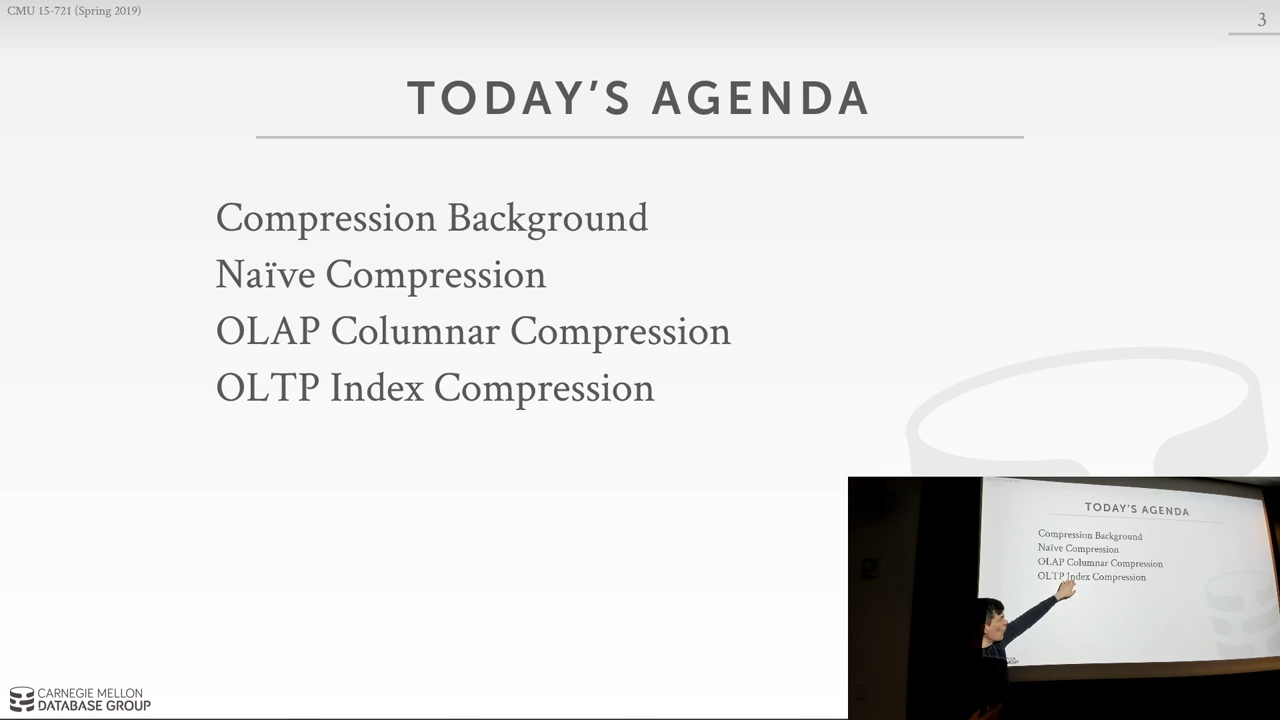 CMU 15-721 (Spring 2019)
3
TODAY'S AGENDA
Compression Background
Naïve Compression
OLAP Columnar Compression
OLTP Index Compression
CARNEGIE MELLON
DATABASE GROUP
TODAY'S AGENDA
Compression Background
Naïve Compression
OLAP Columnar Compression
OLTP Index Compression